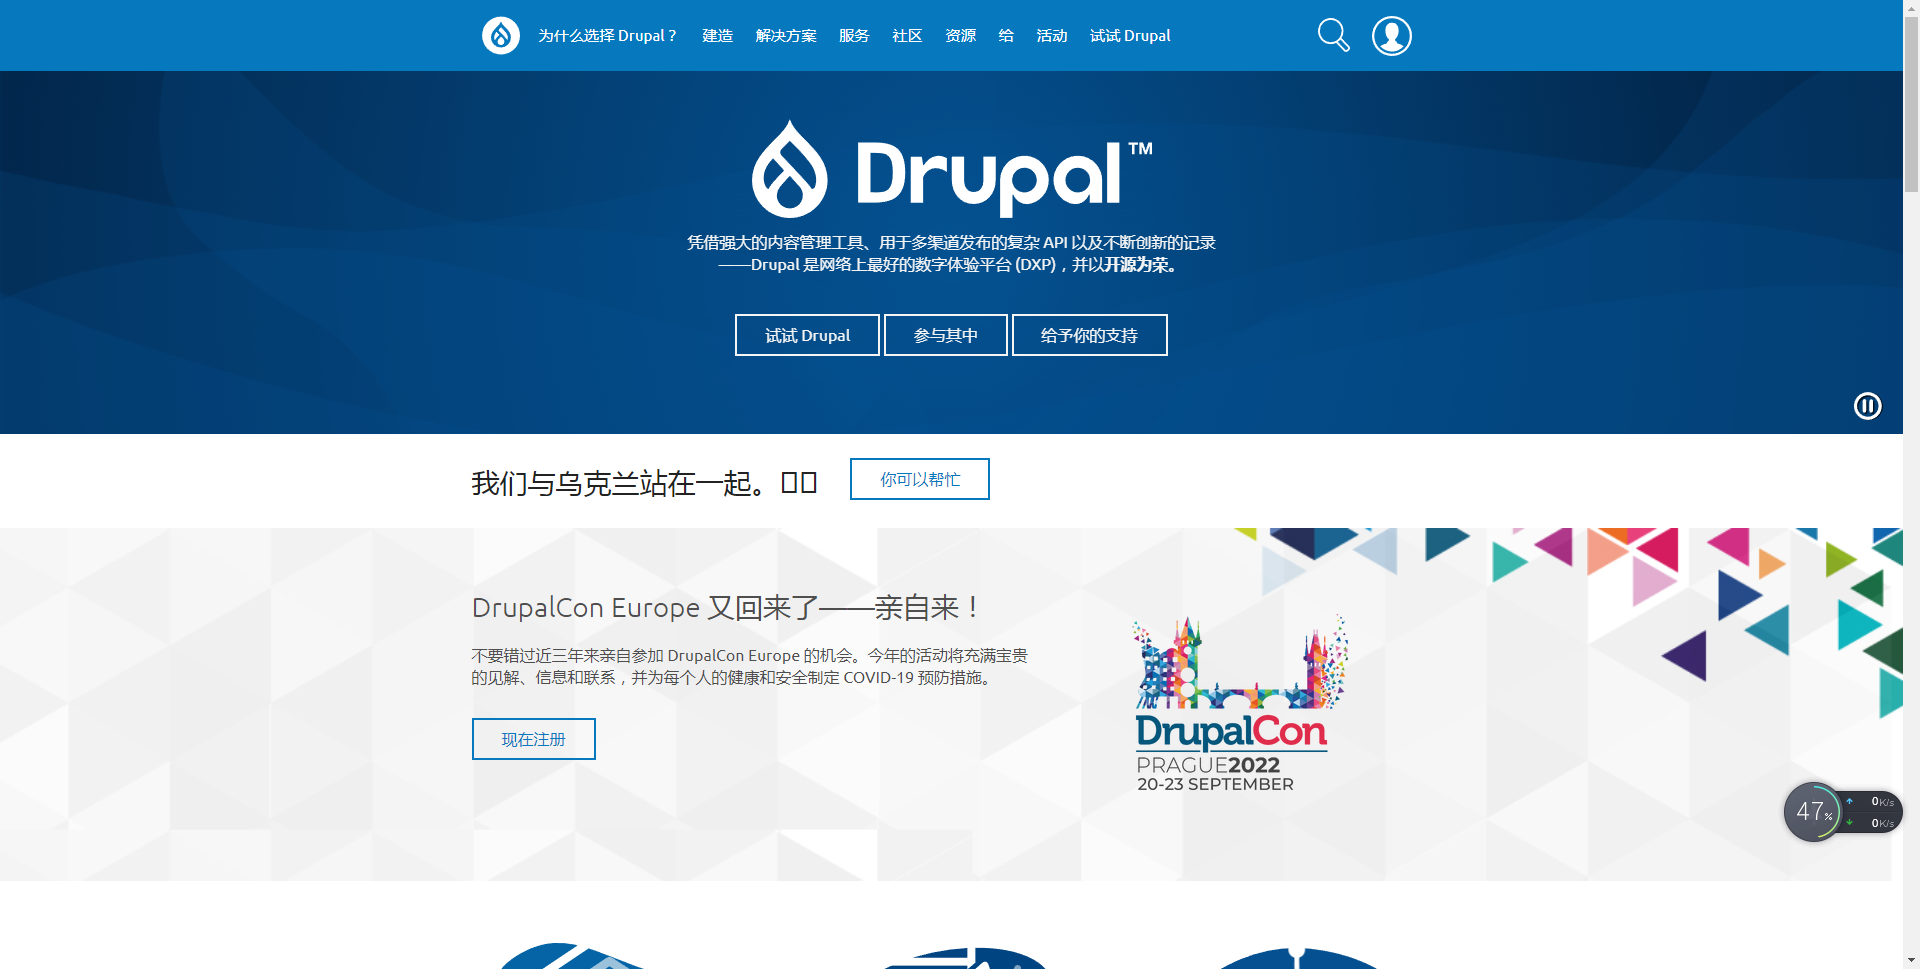 为什么选择 Drupal？ 建造 解决方案 服务 社区 资源 给 活动 试试 Drupal
Drupal™
凭借强大的内容管理工具、用于多渠道发布的复杂 API 以及不断创新的记录
——Drupal 是网络上最好的数字体验平台 (DXP)，并以开源为荣。
试试 Drupal 参与其中 给予你的支持
我们与乌克兰站在一起。 你可以帮忙
DrupalCon Europe 又回来了——亲自来！
不要错过近三年来亲自参加 DrupalCon Europe 的机会。今年的活动将充满宝贵
的见解、信息和联系，并为每个人的健康和安全制定 COVID-19 预防措施。
现在注册
DrupalCon
PRAGUE2022
20-23 SEPTEMBER
47%
0K/s
0K/s